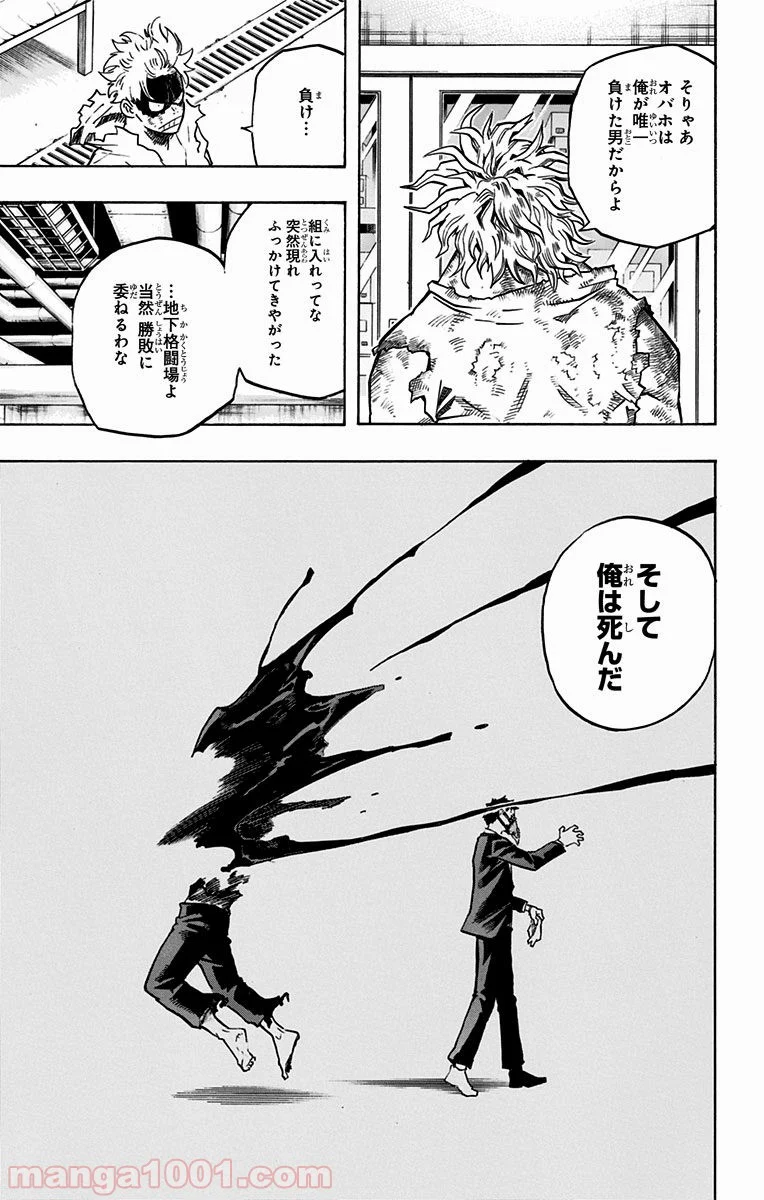 そりゃあ
オバホは
俺が唯一
負けた男だからよ
負け…
組に入れってな
突然現れ
ふっかけてきやがった
…地下格闘場よ
当然 勝敗に
委ねるわな
そして
俺は死んだ
manga1001.com